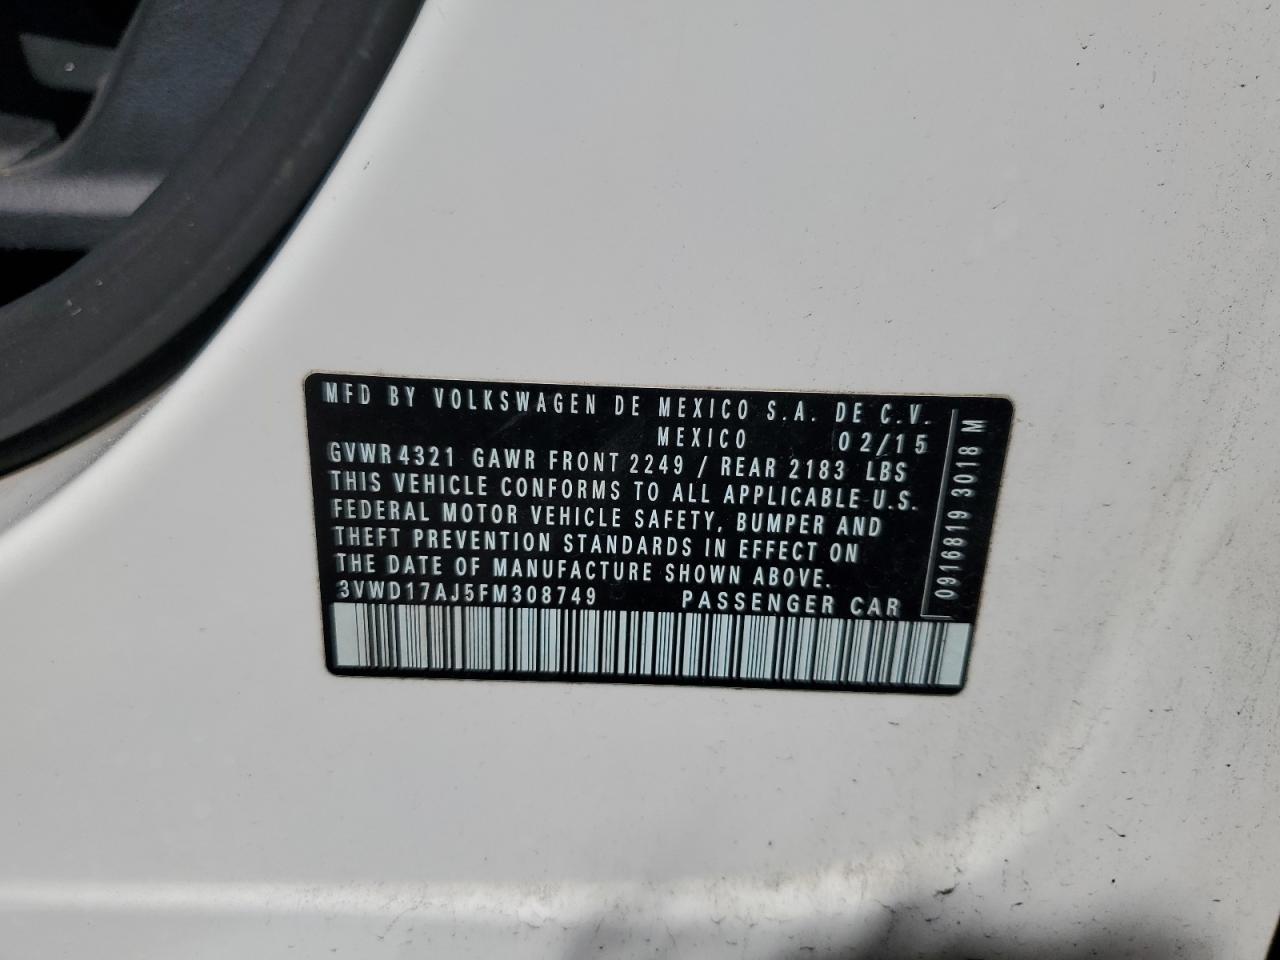 MFD BY VOLKSWAGEN DE MEXICO S.A. DE C.V.
MEXICO 02/15
GVWR 4321 GAWR FRONT 2249 / REAR 2183 LBS
THIS VEHICLE CONFORMS TO ALL APPLICABLE U.S.
FEDERAL MOTOR VEHICLE SAFETY, BUMPER AND
THEFT PREVENTION STANDARDS IN EFFECT ON
THE DATE OF MANUFACTURE SHOWN ABOVE.
3VWD17AJ5FM308749 PASSENGER CAR
0916819 3018 M